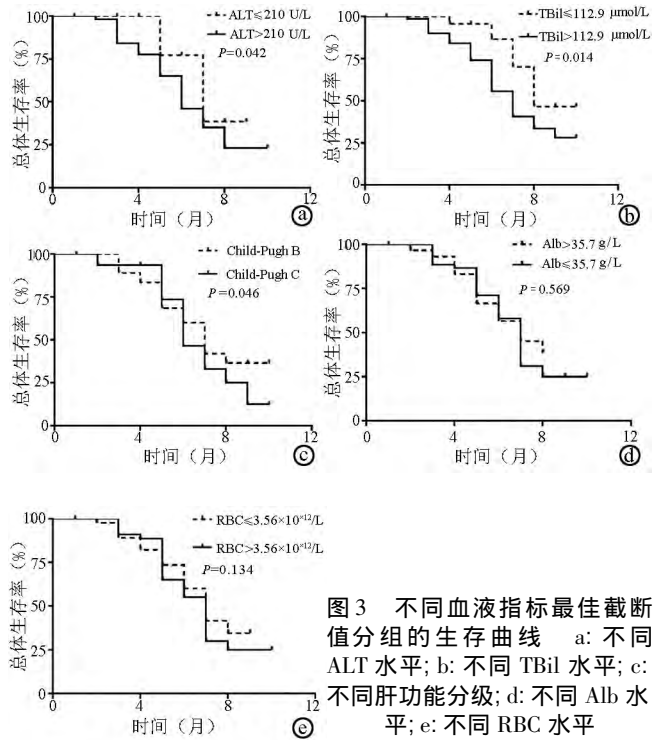 100
75
50
25
0
总体生存率（%）
ALT≤210 U/L
ALT>210 U/L
P=0.042
0 4 8 12
时间（月）
a
100
75
50
25
0
总体生存率（%）
TBil≤112.9 μmol/L
TBil>112.9 μmol/L
P=0.014
0 4 8 12
时间（月）
b
100
75
50
25
0
总体生存率（%）
Child-Pugh B
Child-Pugh C
P=0.046
0 4 8 12
时间（月）
c
100
75
50
25
0
总体生存率（%）
Alb>35.7 g/L
Alb≤35.7 g/L
P=0.569
0 4 8 12
时间（月）
d
100
75
50
25
0
总体生存率（%）
RBC≤3.56×10^×12/L
RBC>3.56×10^×12/L
P=0.134
0 4 8 12
时间（月）
e
图3 不同血液指标最佳截断
值分组的生存曲线 a: 不同
ALT 水平; b: 不同 TBil 水平; c:
不同肝功能分级; d: 不同 Alb 水
平; e: 不同 RBC 水平